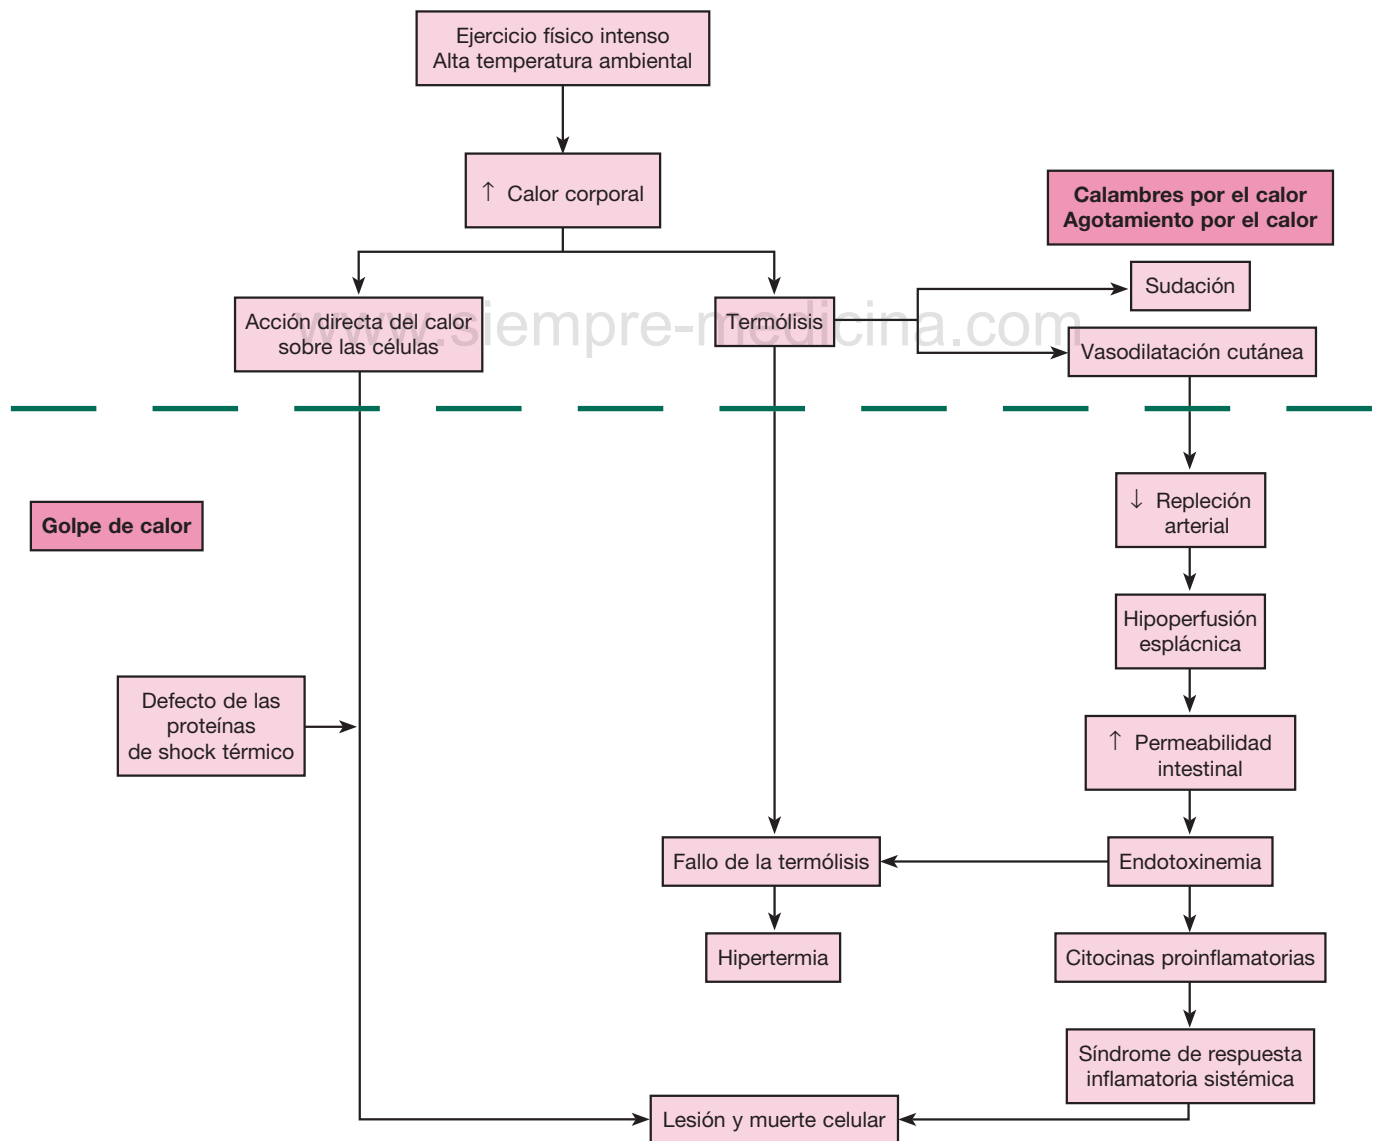 Ejercicio físico intenso
Alta temperatura ambiental
↑ Calor corporal
Calambres por el calor
Agotamiento por el calor
Sudación
Acción directa del calor
sobre las células
Termólisis
www.siempre-medicina.com
Vasodilatación cutánea
↓ Repleción
arterial
Golpe de calor
Hipoperfusión
esplácnica
Defecto de las
proteínas
de shock térmico
↑ Permeabilidad
intestinal
Fallo de la termólisis
Endotoxinemia
Hipertermia
Citocinas proinflamatorias
Síndrome de respuesta
inflamatoria sistémica
Lesión y muerte celular